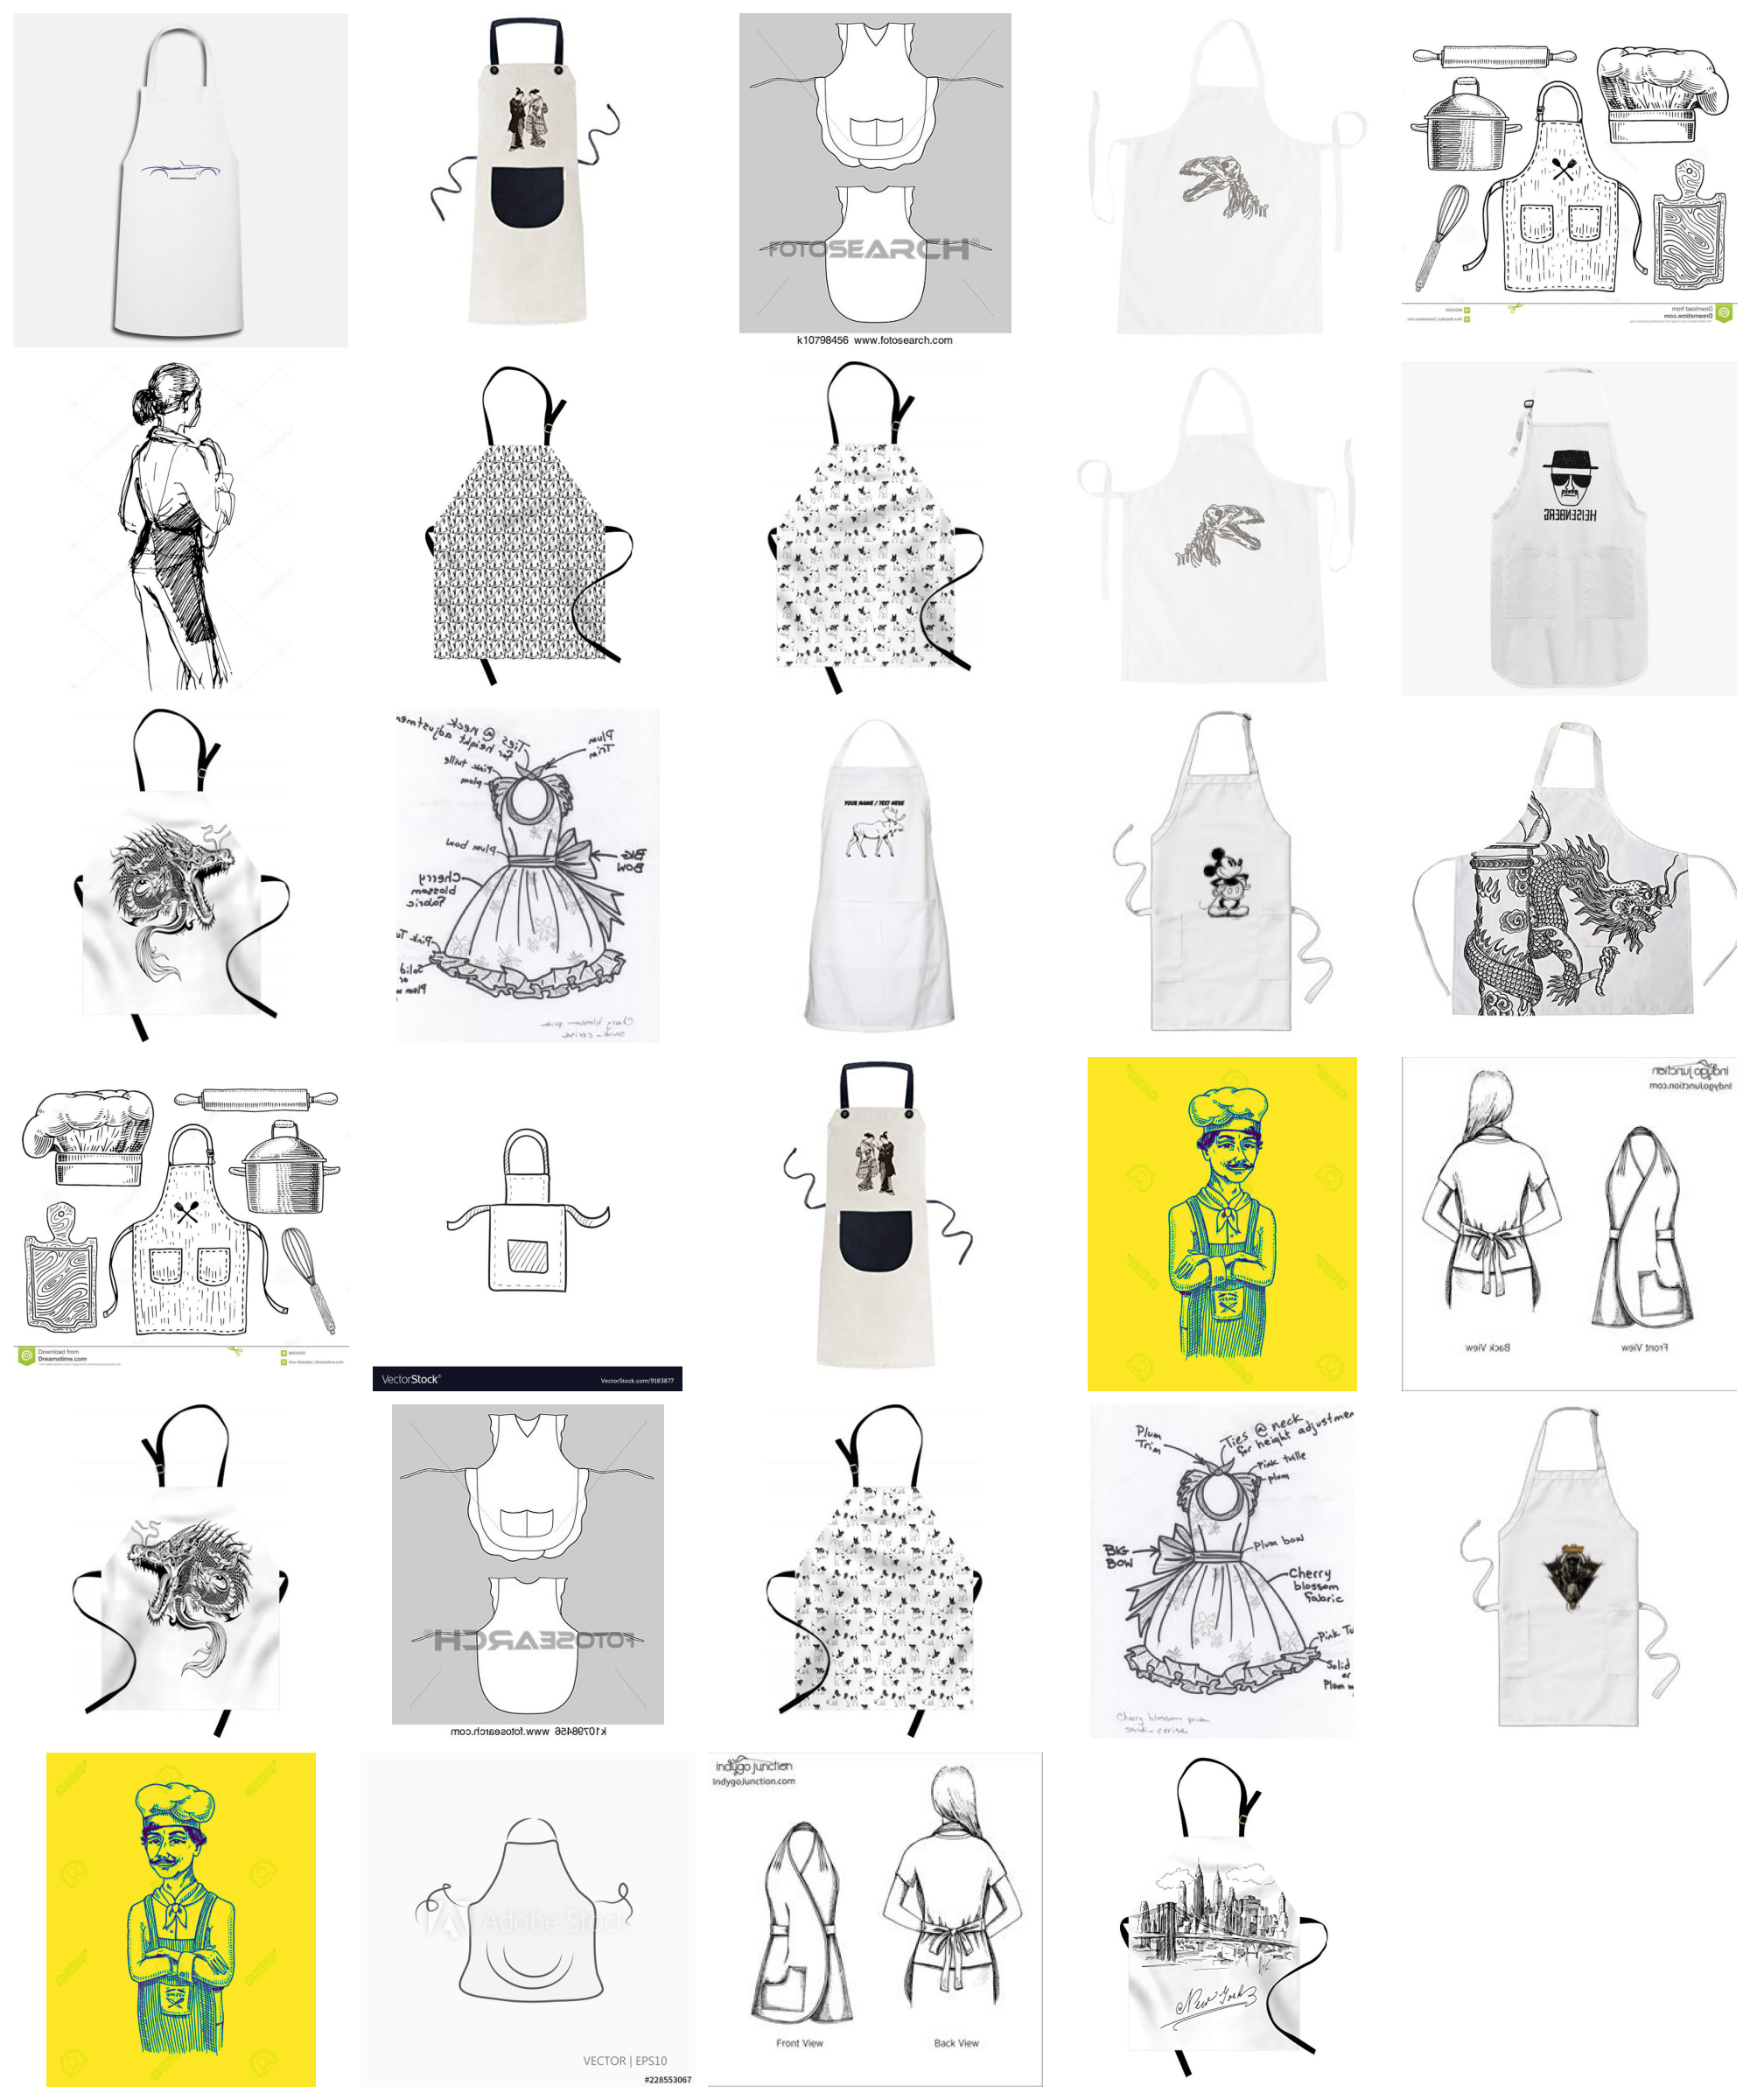 FOTOSEARCH
k10798456 www.fotosearch.com
Download from
Dreamstime.com
HEISENBERG
Ties @ neck
for height adjustmen
Plum
Trim
Pink tulle
plum
Plum bow
BIG
BOW
Cherry
blossom
fabric
Pink Tu
Solid
or
Plum w
Cherry blossom pink
YOUR NAME / TEXT HERE
Download from
Dreamstime.com
VectorStock®
VectorStock.com/9183877
indygo junction
IndygoJunction.com
Back View
Front View
FOTOSEARCH
k10798456 www.fotosearch.com
Plum
Trim
Ties @ neck
for height adjustmen
Pink tulle
plum
BIG
BOW
Plum bow
Cherry
blossom
fabric
Pink Tu
Solid
or
Plum w
Cherry blossom pink
Adobe Stock
VECTOR | EPS10
#228553067
indygo junction
IndygoJunction.com
Front View
Back View
New York